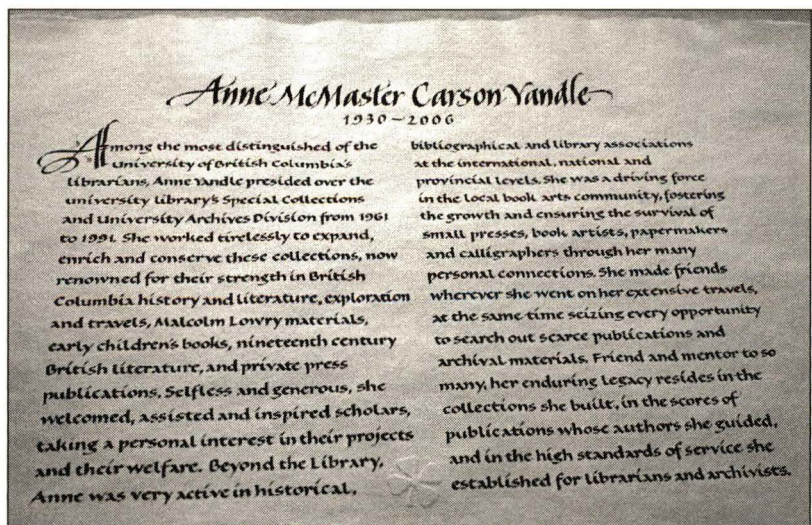 Anne McMaster Carson Yandle
1930–2006
Among the most distinguished of the
University of British Columbia's
librarians, Anne Yandle presided over the
University library's Special Collections
and University Archives Division from 1961
to 1991. She worked tirelessly to expand,
enrich and conserve these collections, now
renowned for their strength in British
Columbia history and literature, exploration
and travels, Malcolm Lowry materials,
early children's books, nineteenth century
British literature, and private press
publications. Selfless and generous, she
welcomed, assisted and inspired scholars,
taking a personal interest in their projects
and their welfare. Beyond the Library,
Anne was very active in historical,
bibliographical and library associations
at the international, national and
provincial levels. She was a driving force
in the local book arts community, fostering
the growth and ensuring the survival of
small presses, book artists, papermakers
and calligraphers through her many
personal connections. She made friends
wherever she went on her extensive travels,
at the same time seizing every opportunity
to search out scarce publications and
archival materials. Friend and mentor to so
many, her enduring legacy resides in the
collections she built, in the scores of
publications whose authors she guided,
and in the high standards of service she
established for librarians and archivists.